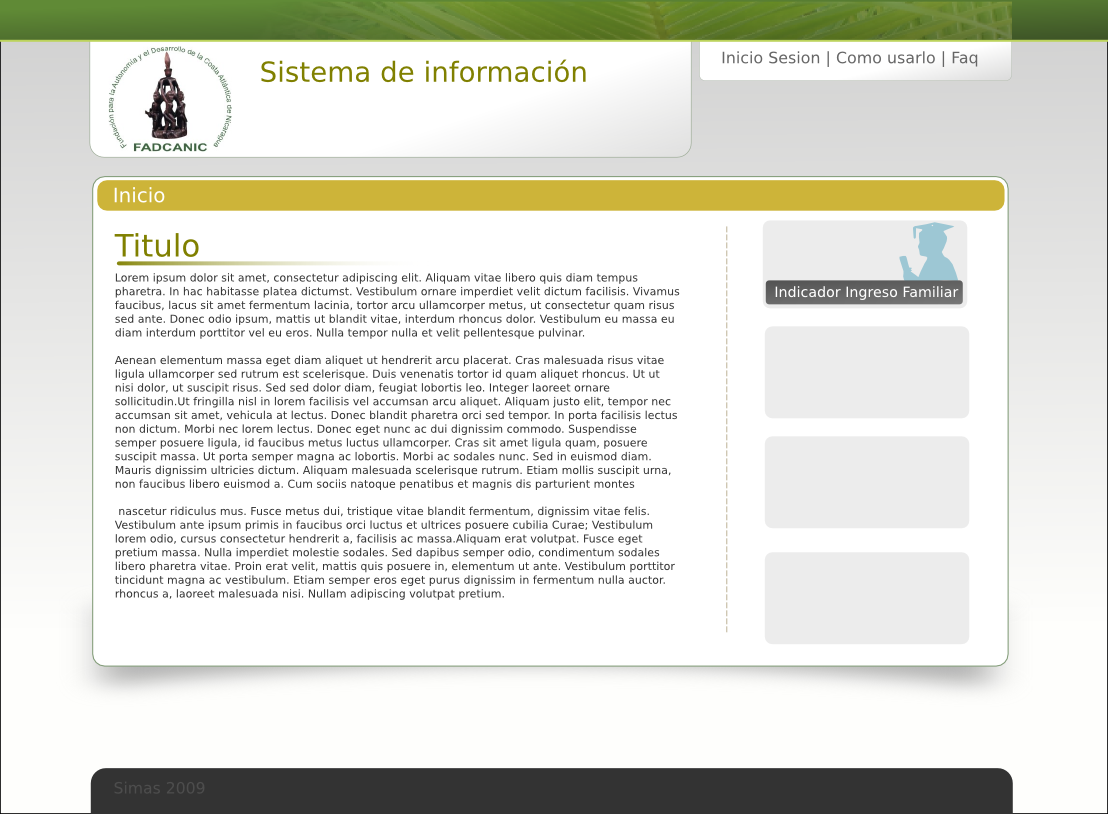 Fundación para la Autonomía y el Desarrollo de la Costa Atlántica de Nicaragua
FADCANIC
Sistema de información
Inicio Sesion | Como usarlo | Faq
Inicio
Titulo
Lorem ipsum dolor sit amet, consectetur adipiscing elit. Aliquam vitae libero quis diam tempus
pharetra. In hac habitasse platea dictumst. Vestibulum ornare imperdiet velit dictum facilisis. Vivamus
faucibus, lacus sit amet fermentum lacinia, tortor arcu ullamcorper metus, ut consectetur quam risus
sed ante. Donec odio ipsum, mattis ut blandit vitae, interdum rhoncus dolor. Vestibulum eu massa eu
diam interdum porttitor vel eu eros. Nulla tempor nulla et velit pellentesque pulvinar.
Aenean elementum massa eget diam aliquet ut hendrerit arcu placerat. Cras malesuada risus vitae
ligula ullamcorper sed rutrum est scelerisque. Duis venenatis tortor id quam aliquet rhoncus. Ut ut
nisi dolor, ut suscipit risus. Sed sed dolor diam, feugiat lobortis leo. Integer laoreet ornare
sollicitudin.Ut fringilla nisl in lorem facilisis vel accumsan arcu aliquet. Aliquam justo elit, tempor nec
accumsan sit amet, vehicula at lectus. Donec blandit pharetra orci sed tempor. In porta facilisis lectus
non dictum. Morbi nec lorem lectus. Donec eget nunc ac dui dignissim commodo. Suspendisse
semper posuere ligula, id faucibus metus luctus ullamcorper. Cras sit amet ligula quam, posuere
suscipit massa. Ut porta semper magna ac lobortis. Morbi ac sodales nunc. Sed in euismod diam.
Mauris dignissim ultricies dictum. Aliquam malesuada scelerisque rutrum. Etiam mollis suscipit urna,
non faucibus libero euismod a. Cum sociis natoque penatibus et magnis dis parturient montes
nascetur ridiculus mus. Fusce metus dui, tristique vitae blandit fermentum, dignissim vitae felis.
Vestibulum ante ipsum primis in faucibus orci luctus et ultrices posuere cubilia Curae; Vestibulum
lorem odio, cursus consectetur hendrerit a, facilisis ac massa.Aliquam erat volutpat. Fusce eget
pretium massa. Nulla imperdiet molestie sodales. Sed dapibus semper odio, condimentum sodales
libero pharetra vitae. Proin erat velit, mattis quis posuere in, elementum ut ante. Vestibulum porttitor
tincidunt magna ac vestibulum. Etiam semper eros eget purus dignissim in fermentum nulla auctor.
rhoncus a, laoreet malesuada nisi. Nullam adipiscing volutpat pretium.
Indicador Ingreso Familiar
Simas 2009